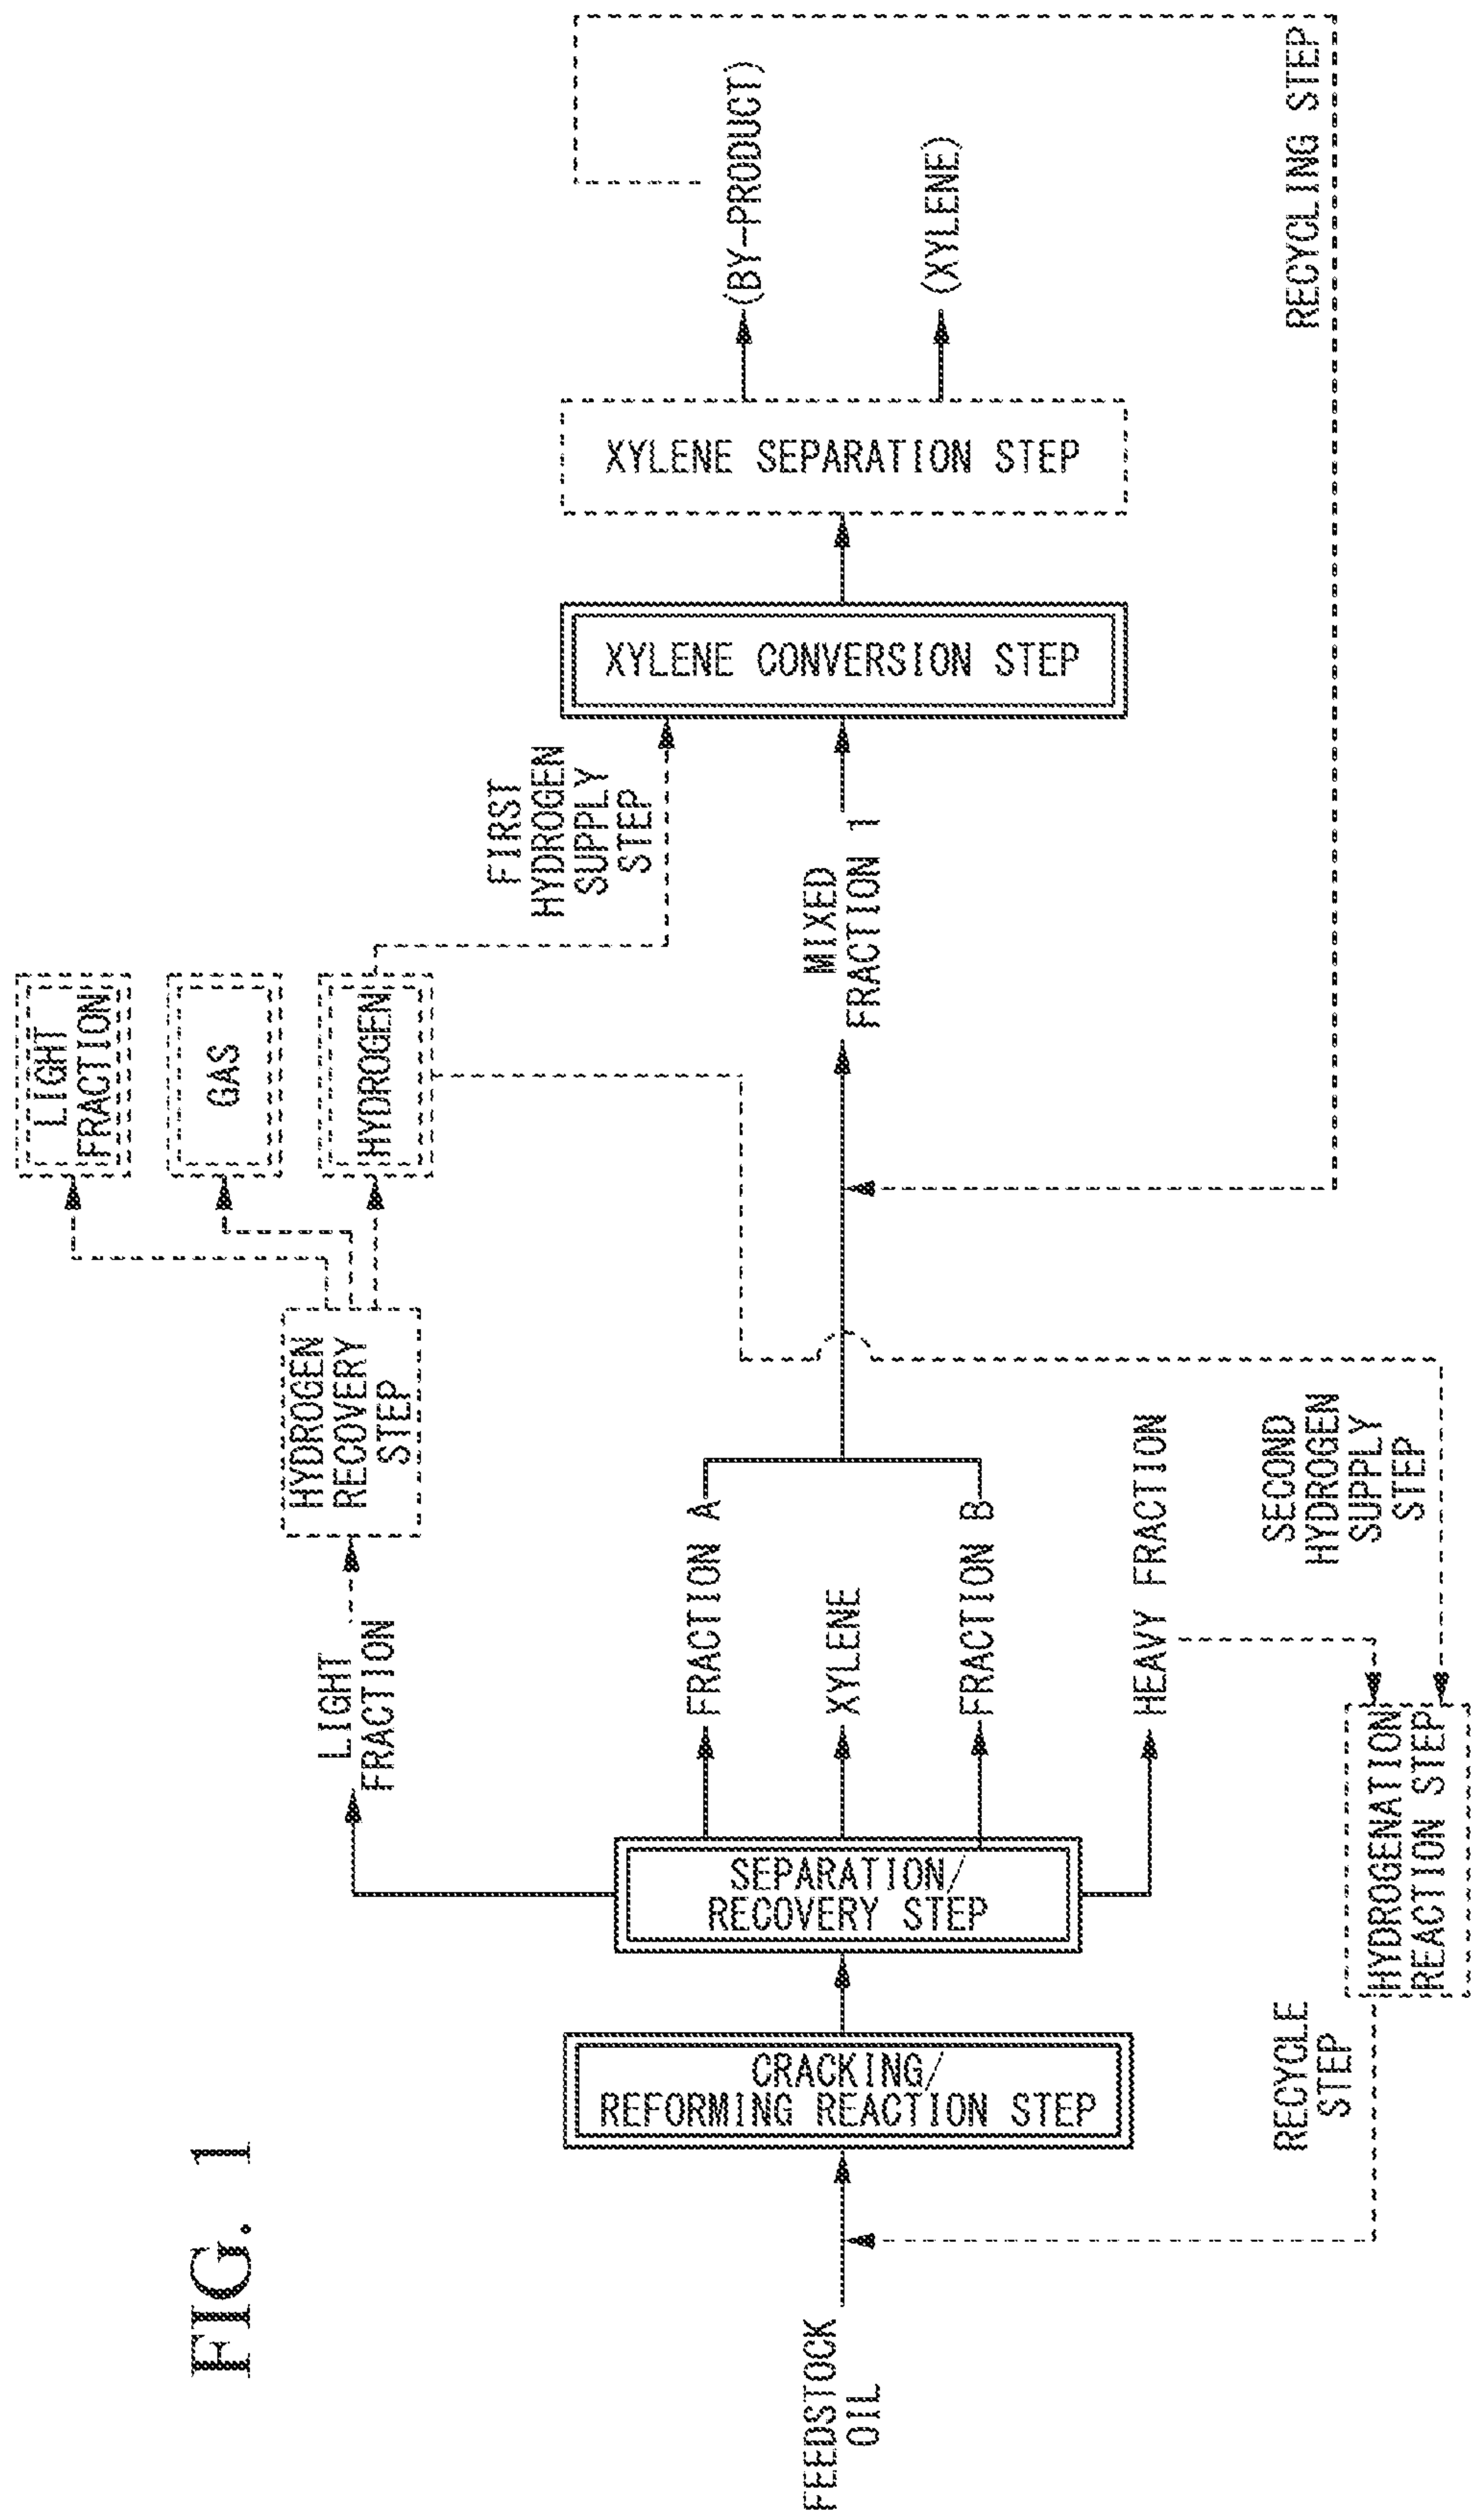 FIG. 1
FEEDSTOCK
OIL
CRACKING/
REFORMING REACTION STEP
SEPARATION/
RECOVERY STEP
LIGHT
FRACTION
HYDROGEN
RECOVERY
STEP
LIGHT
FRACTION
GAS
HYDROGEN
FIRST
HYDROGEN
SUPPLY
STEP
FRACTION A
XYLENE
FRACTION B
HEAVY FRACTION
MIXED
FRACTION 1
XYLENE CONVERSION STEP
XYLENE SEPARATION STEP
(BY-PRODUCT)
(XYLENE)
RECYCLING STEP
SECOND
HYDROGEN
SUPPLY
STEP
HYDROGENATION
REACTION STEP
RECYCLE
STEP